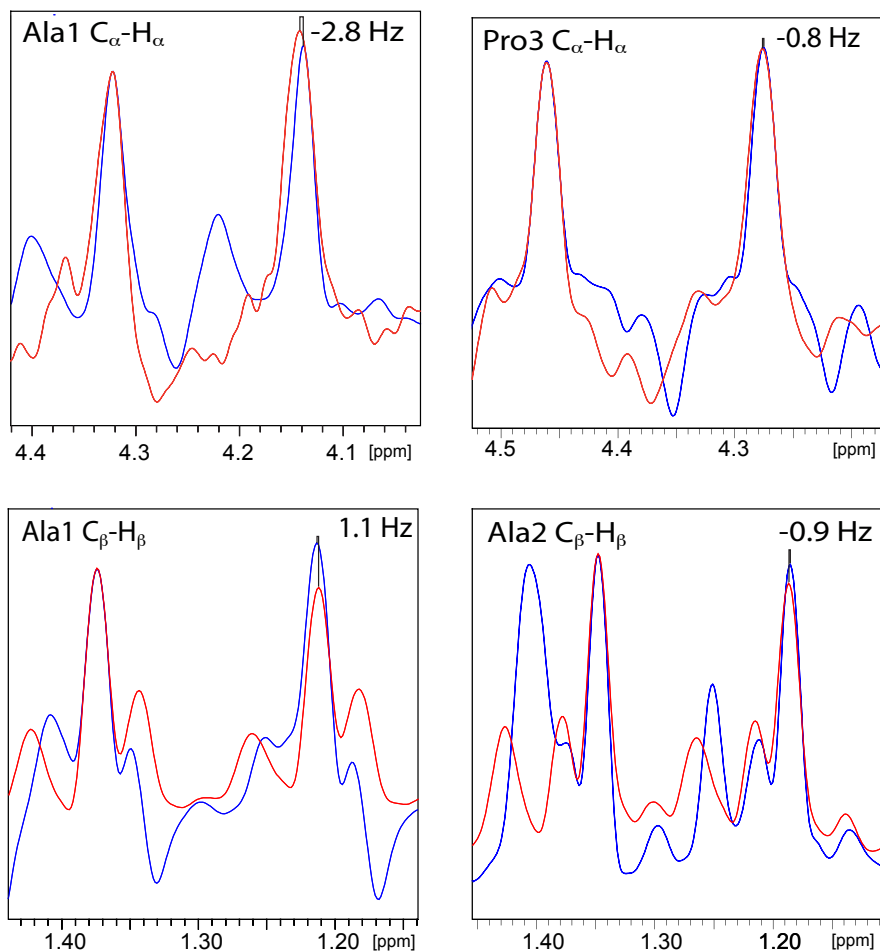 Ala1 Cα-Hα
-2.8 Hz
4.4 4.3 4.2 4.1 [ppm]
Pro3 Cα-Hα
-0.8 Hz
4.5 4.4 4.3 [ppm]
Ala1 Cβ-Hβ
1.1 Hz
1.40 1.30 1.20 [ppm]
Ala2 Cβ-Hβ
-0.9 Hz
1.40 1.30 1.20 [ppm]